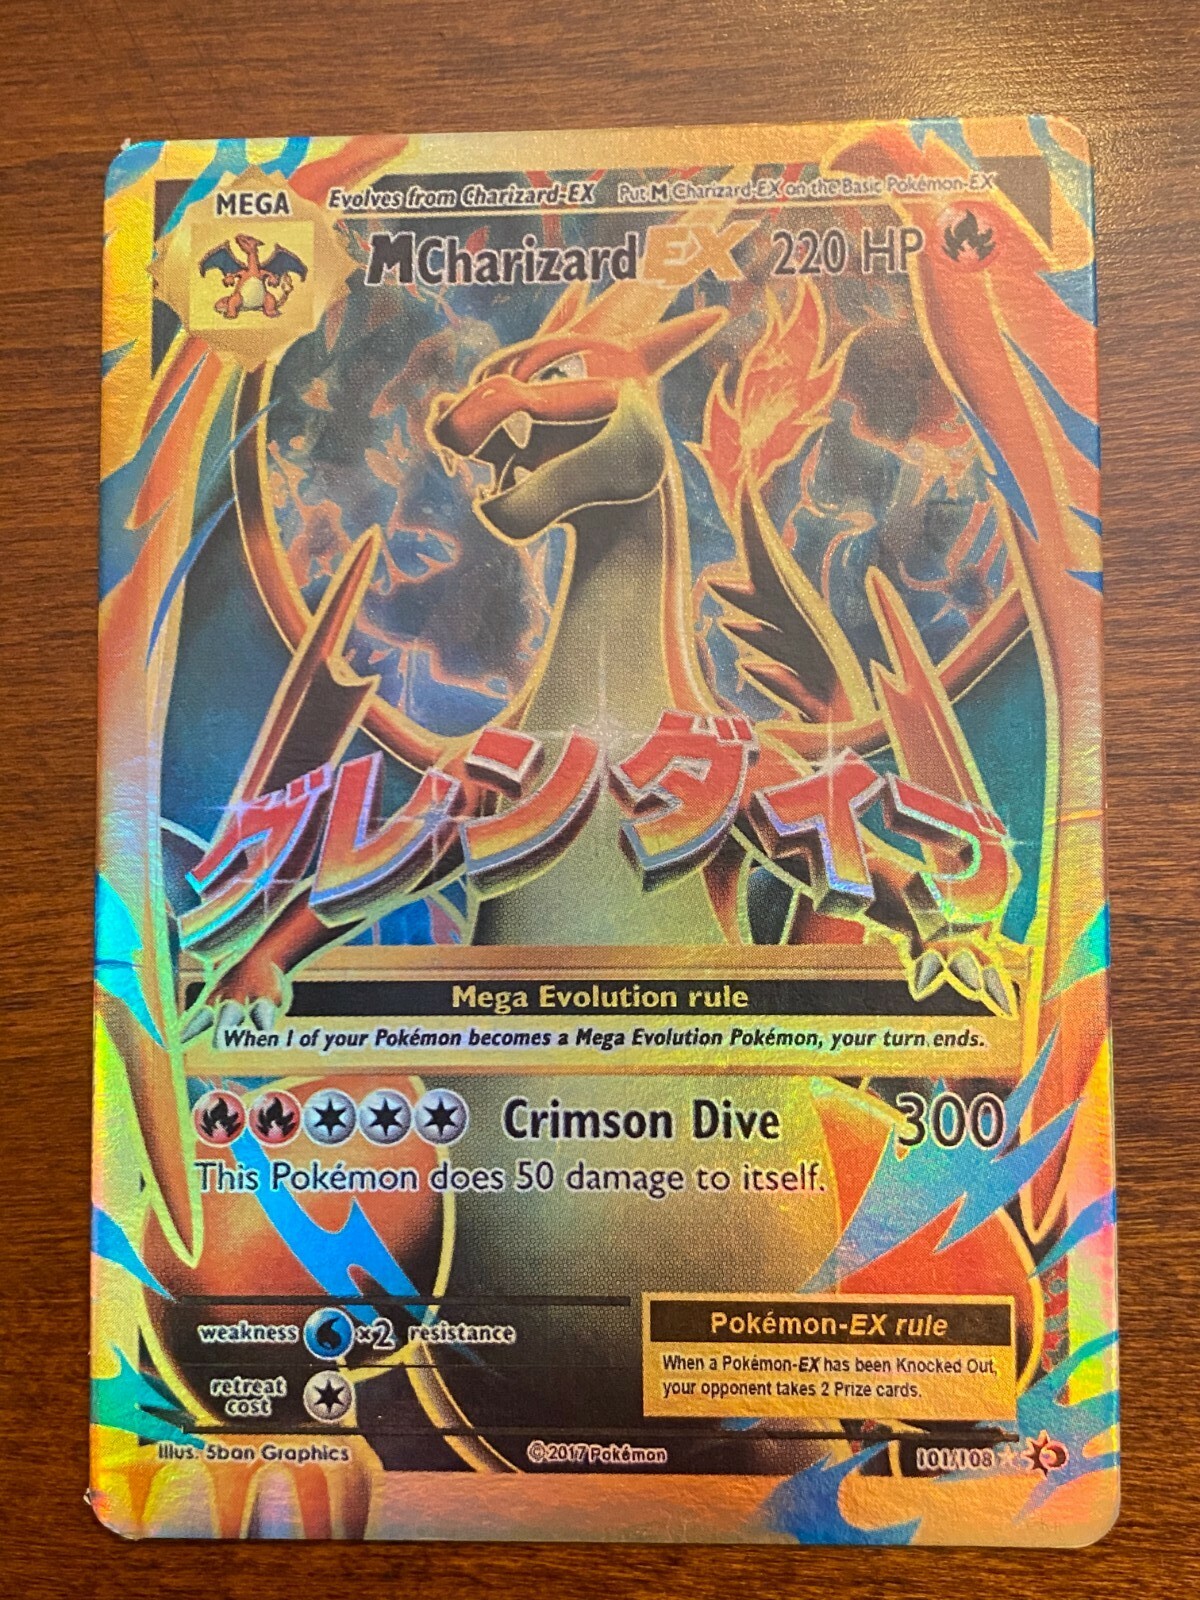 MEGA
Evolves from Charizard-EX Put M Charizard-EX on the Basic Pokémon-EX
MCharizard EX 220 HP
グレンダイブ
Mega Evolution rule
When 1 of your Pokémon becomes a Mega Evolution Pokémon, your turn ends.
Crimson Dive 300
This Pokémon does 50 damage to itself.
weakness ×2 resistance
retreat
cost
Pokémon-EX rule
When a Pokémon-EX has been Knocked Out,
your opponent takes 2 Prize cards.
Illus. 5ban Graphics ©2017 Pokémon 101/108